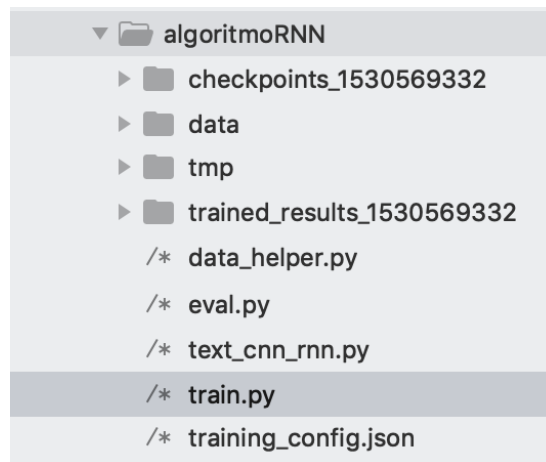 algoritmoRNN
checkpoints_1530569332
data
tmp
trained_results_1530569332
/* data_helper.py
/* eval.py
/* text_cnn_rnn.py
/* train.py
/* training_config.json